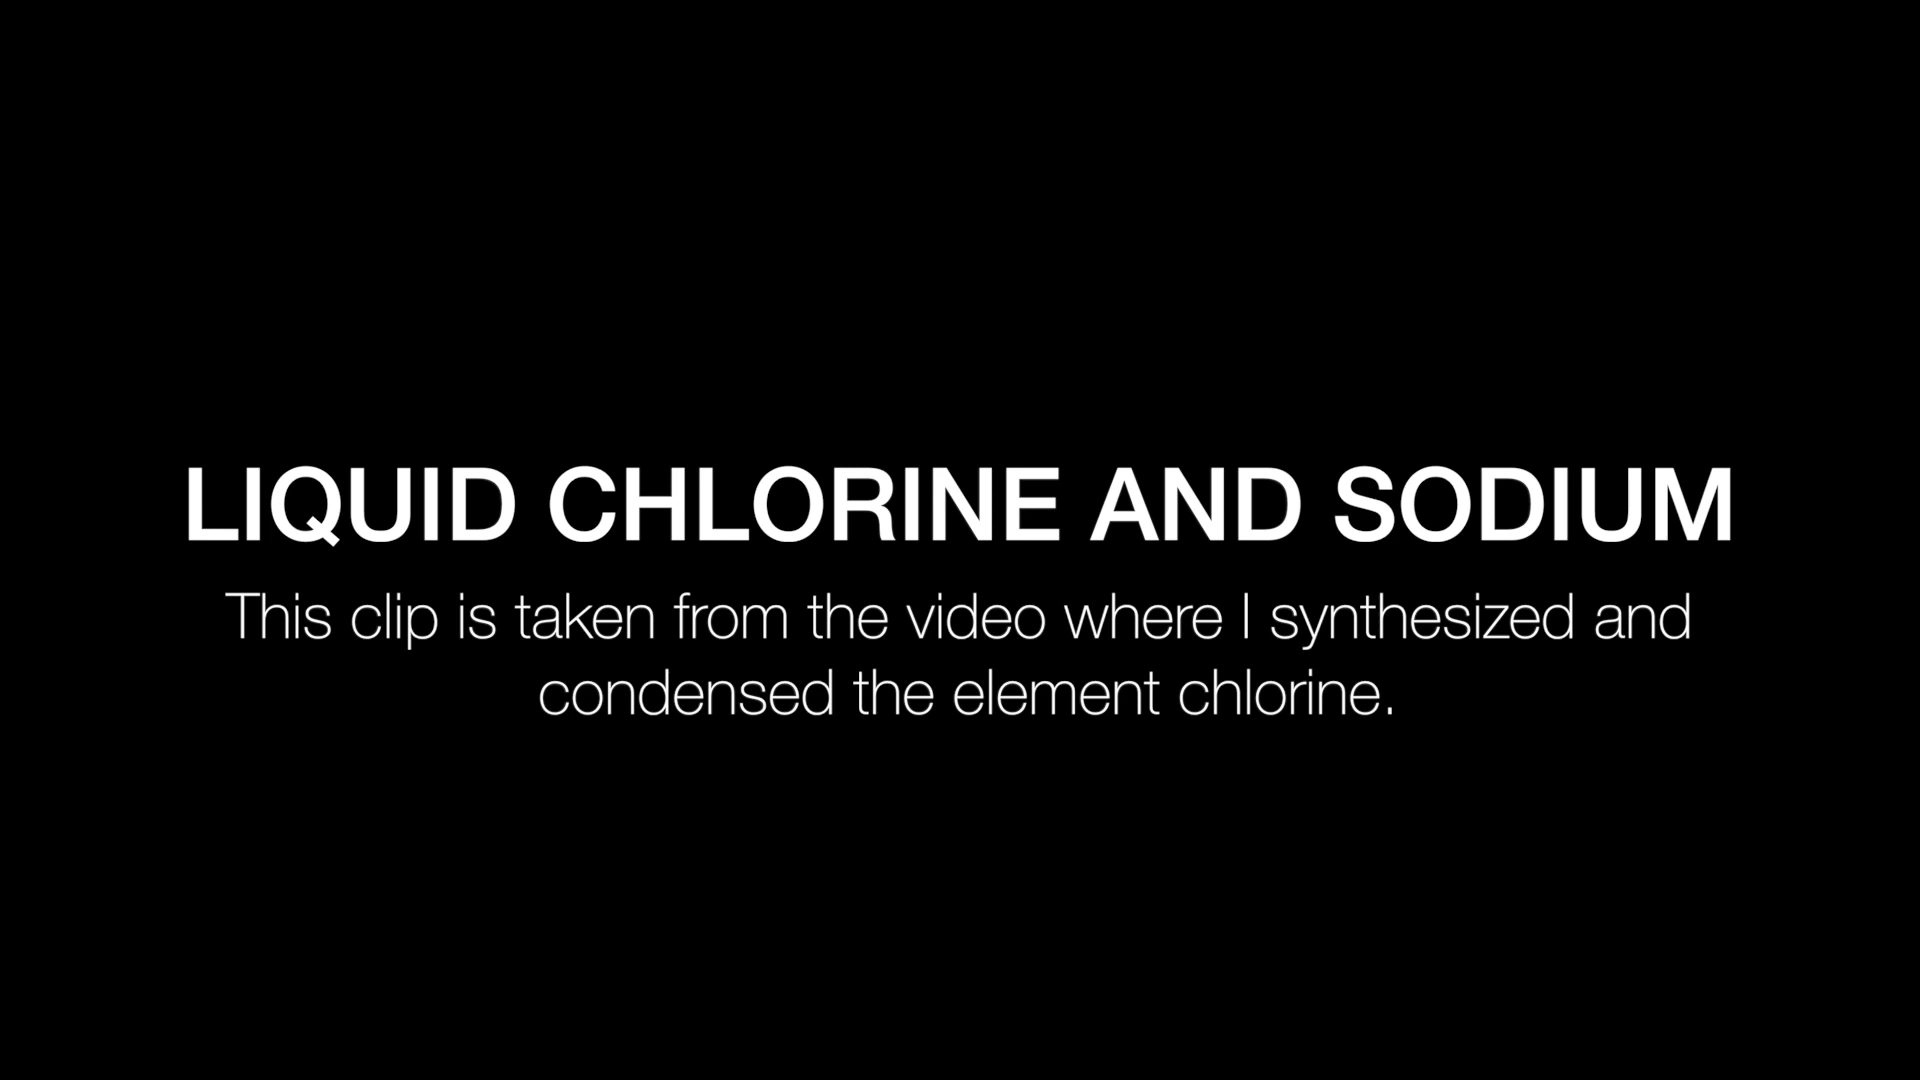 LIQUID CHLORINE AND SODIUM
This clip is taken from the video where I synthesized and
condensed the element chlorine.